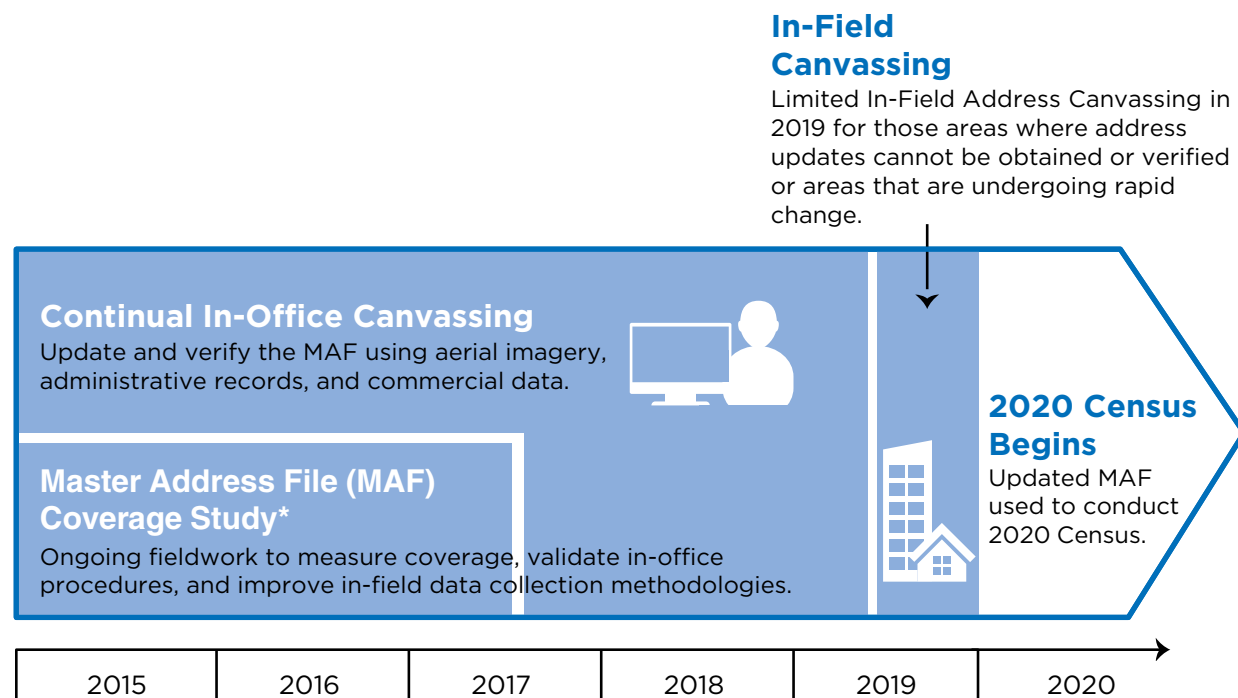 In-Field
Canvassing
Limited In-Field Address Canvassing in
2019 for those areas where address
updates cannot be obtained or verified
or areas that are undergoing rapid
change.
Continual In-Office Canvassing
Update and verify the MAF using aerial imagery,
administrative records, and commercial data.
Master Address File (MAF)
Coverage Study*
Ongoing fieldwork to measure coverage, validate in-office
procedures, and improve in-field data collection methodologies.
2020 Census
Begins
Updated MAF
used to conduct
2020 Census.
2015 2016 2017 2018 2019 2020